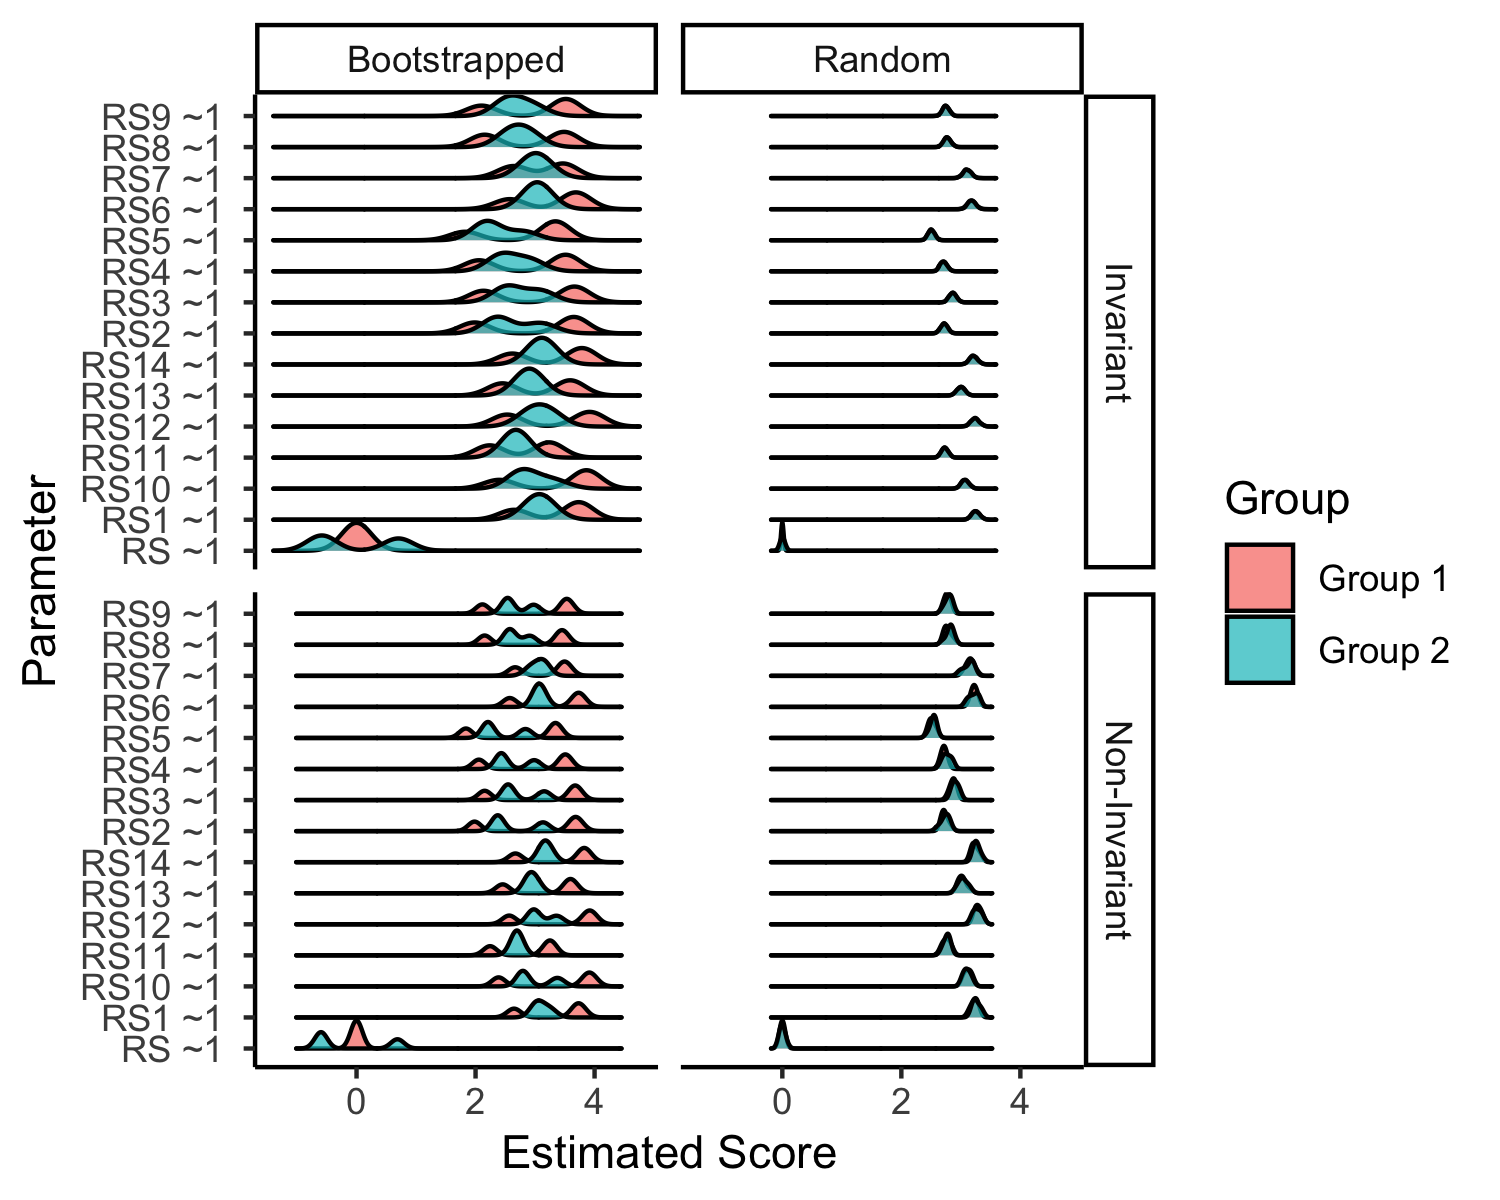 Bootstrapped
Random
RS9 ~1
RS8 ~1
RS7 ~1
RS6 ~1
RS5 ~1
RS4 ~1
RS3 ~1
RS2 ~1
RS14 ~1
RS13 ~1
RS12 ~1
RS11 ~1
RS10 ~1
RS1 ~1
RS ~1
Invariant
RS9 ~1
RS8 ~1
RS7 ~1
RS6 ~1
RS5 ~1
RS4 ~1
RS3 ~1
RS2 ~1
RS14 ~1
RS13 ~1
RS12 ~1
RS11 ~1
RS10 ~1
RS1 ~1
RS ~1
Non-Invariant
Parameter
0 2 4
0 2 4
Estimated Score
Group
Group 1
Group 2